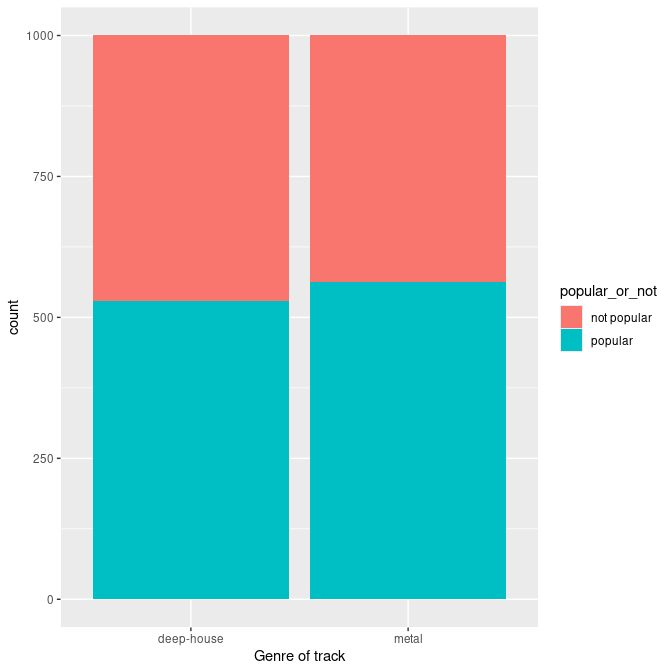 1000
750
500
250
0
count
deep-house
metal
Genre of track
popular_or_not
not popular
popular